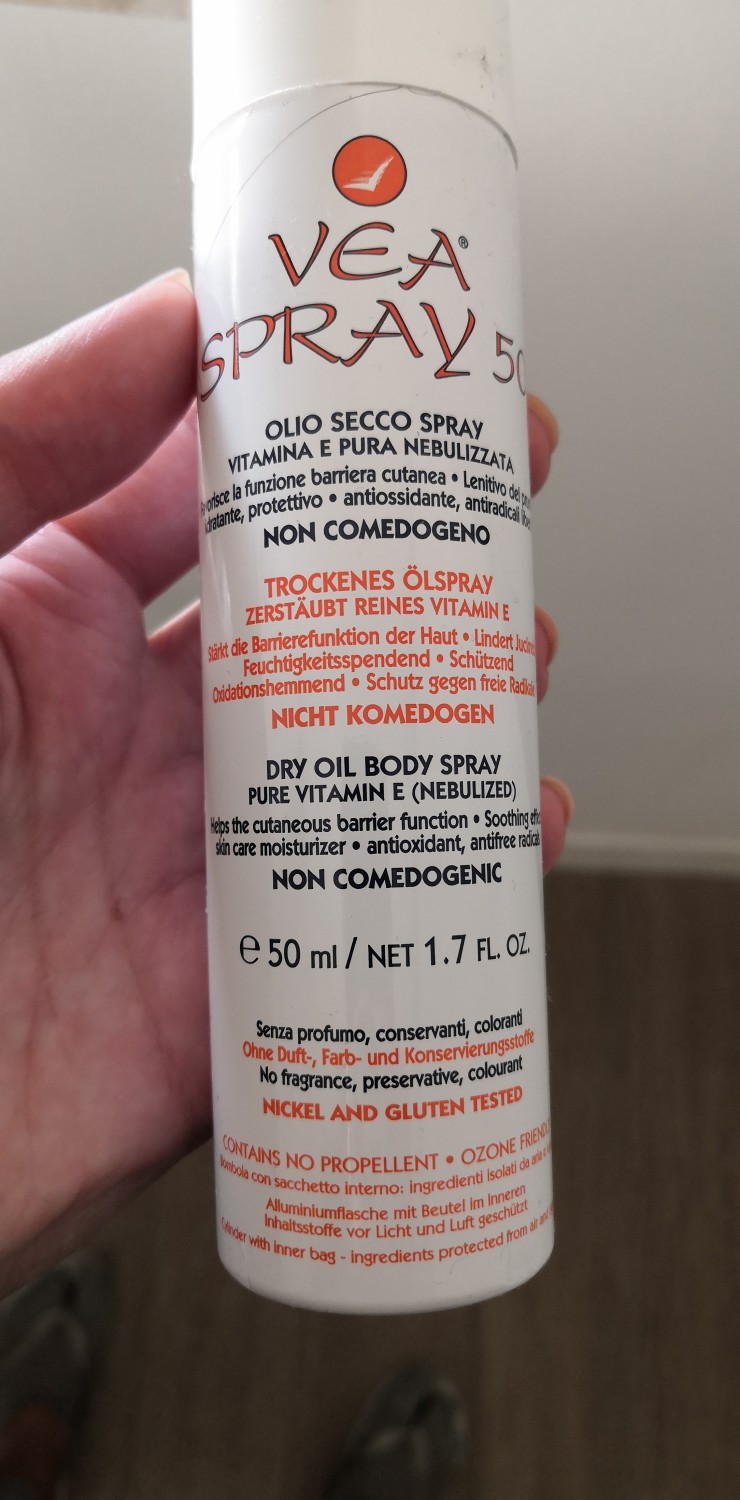 VEA®
SPRAY 50
OLIO SECCO SPRAY
VITAMINA E PURA NEBULIZZATA
la funzione barriera cutanea • Lenitivo del
protettivo • antiossidante, antiradicali
NON COMEDOGENO
TROCKENES ÖLSPRAY
ZERSTÄUBT REINES VITAMIN E
Stärkt die Barrierefunktion der Haut • Lindert
Feuchtigkeitsspendend • Schützend
Oxidationshemmend • Schutz gegen freie
NICHT KOMEDOGEN
DRY OIL BODY SPRAY
PURE VITAMIN E (NEBULIZED)
Helps the cutaneous barrier function • Soothing
skin care moisturizer • antioxidant, antifree
NON COMEDOGENIC
℮ 50 ml / NET 1.7 FL. OZ.
Senza profumo, conservanti, coloranti
Ohne Duft-, Farb- und Konservierungsstoffe
No fragrance, preservative, colourant
NICKEL AND GLUTEN TESTED
CONTAINS NO PROPELLENT • OZONE
Bombola con sacchetto interno: ingredienti isolati da aria
Alluminiumflasche mit Beutel im Inneren
Inhaltsstoffe vor Licht und Luft geschützt
Cylinder with inner bag - ingredients protected from air and